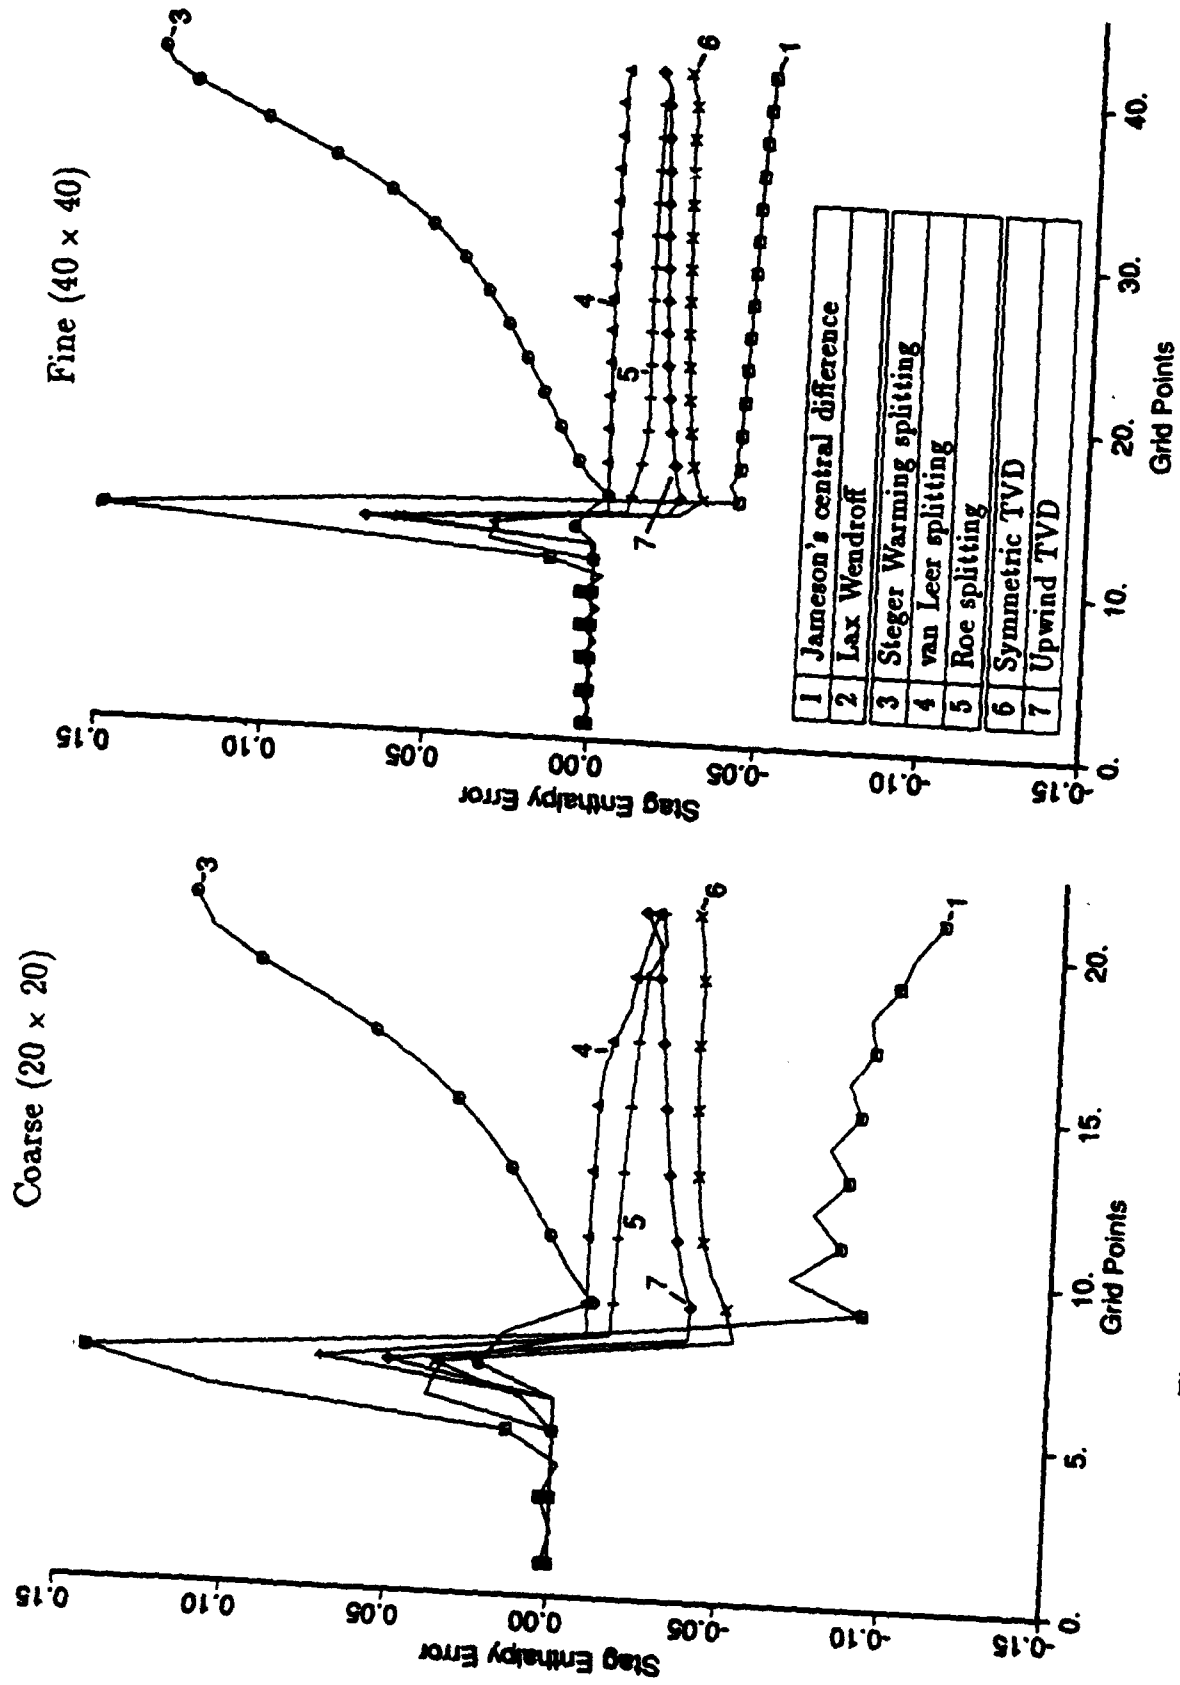 Coarse (20 × 20)
Stag Enthalpy Error
0.15
0.10
0.05
0.00
-0.05
-0.10
-0.15
0.
5.
10.
15.
20.
Grid Points
3
4
5
7
6
1
Fine (40 × 40)
Stag Enthalpy Error
0.15
0.10
0.05
0.00
-0.05
-0.10
-0.15
0.
10.
20.
30.
40.
Grid Points
3
4
5
7
6
1
1 Jameson's central difference
2 Lax Wendroff
3 Steger Warming splitting
4 van Leer splitting
5 Roe splitting
6 Symmetric TVD
7 Upwind TVD